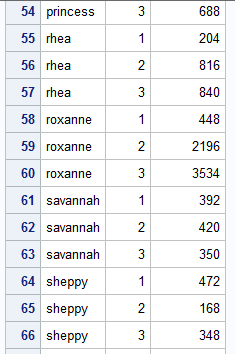 54 princess 3 688
55 rhea 1 204
56 rhea 2 816
57 rhea 3 840
58 roxanne 1 448
59 roxanne 2 2196
60 roxanne 3 3534
61 savannah 1 392
62 savannah 2 420
63 savannah 3 350
64 sheppy 1 472
65 sheppy 2 168
66 sheppy 3 348